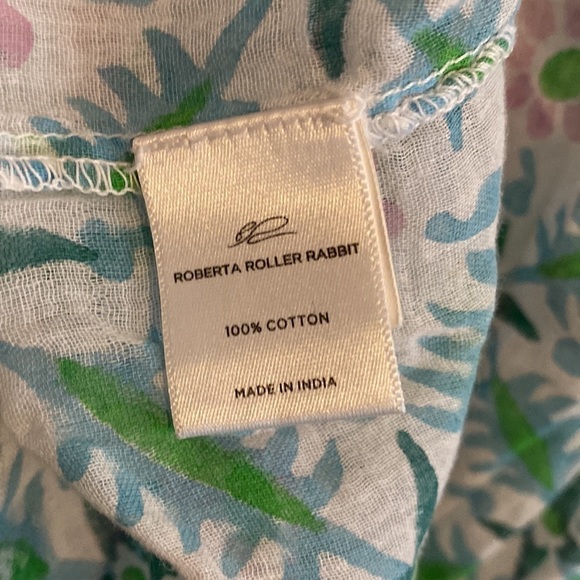 ROBERTA ROLLER RABBIT
100% COTTON
MADE IN INDIA